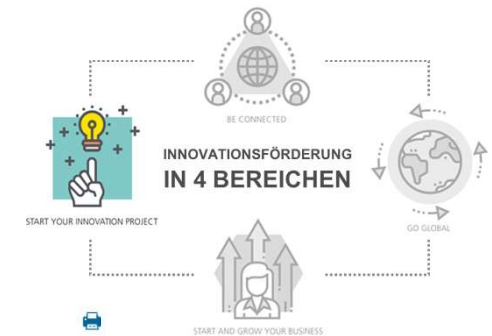 BE CONNECTED
INNOVATIONSFÖRDERUNG
IN 4 BEREICHEN
START YOUR INNOVATION PROJECT
GO GLOBAL
START AND GROW YOUR BUSINESS